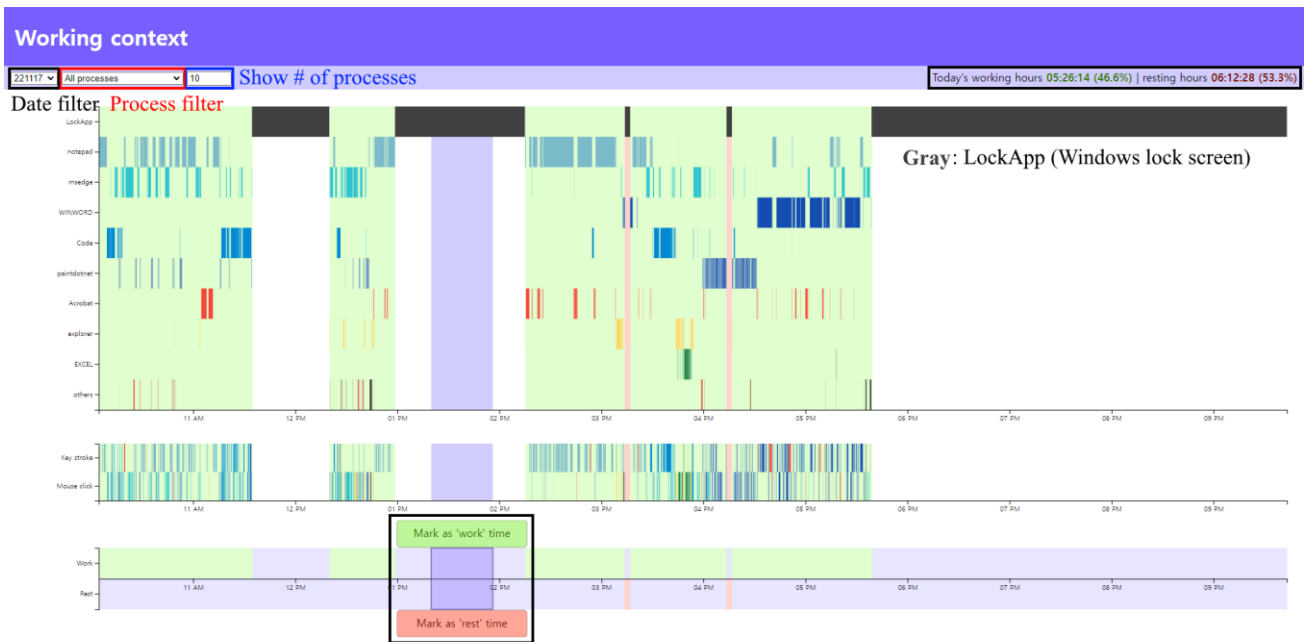 Working context
221117 All processes 10 Show # of processes Today's working hours 05:26:14 (46.6%) | resting hours 06:12:28 (53.3%)
Date filter Process filter
LockApp
notepad
Gray: LockApp (Windows lock screen)
msedge
WINWORD
Code
paintdotnet
Acrobat
explorer
EXCEL
others
11 AM 12 PM 01 PM 02 PM 03 PM 04 PM 05 PM 06 PM 07 PM 08 PM 09 PM
Key stroke
Mouse click
11 AM 12 PM 01 PM 02 PM 03 PM 04 PM 05 PM 06 PM 07 PM 08 PM 09 PM
Mark as 'work' time
Work
11 AM 12 PM 01 PM 02 PM 03 PM 04 PM 05 PM 06 PM 07 PM 08 PM 09 PM
Rest
Mark as 'rest' time